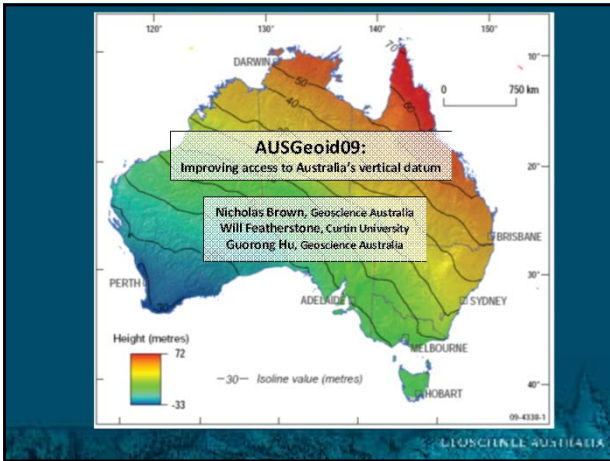 120° 130° 140° 150°
70
DARWIN
10°
50
0 750 km
40
60
AUSGeoid09:
Improving access to Australia's vertical datum
20°
Nicholas Brown, Geoscience Australia
Will Featherstone, Curtin University
Guorong Hu, Geoscience Australia
BRISBANE
30°
PERTH
ADELAIDE
SYDNEY
Height (metres)
MELBOURNE
72
—30— Isoline value (metres)
-33
HOBART
40°
09-4338-1
GEOSCIENCE AUSTRALIA